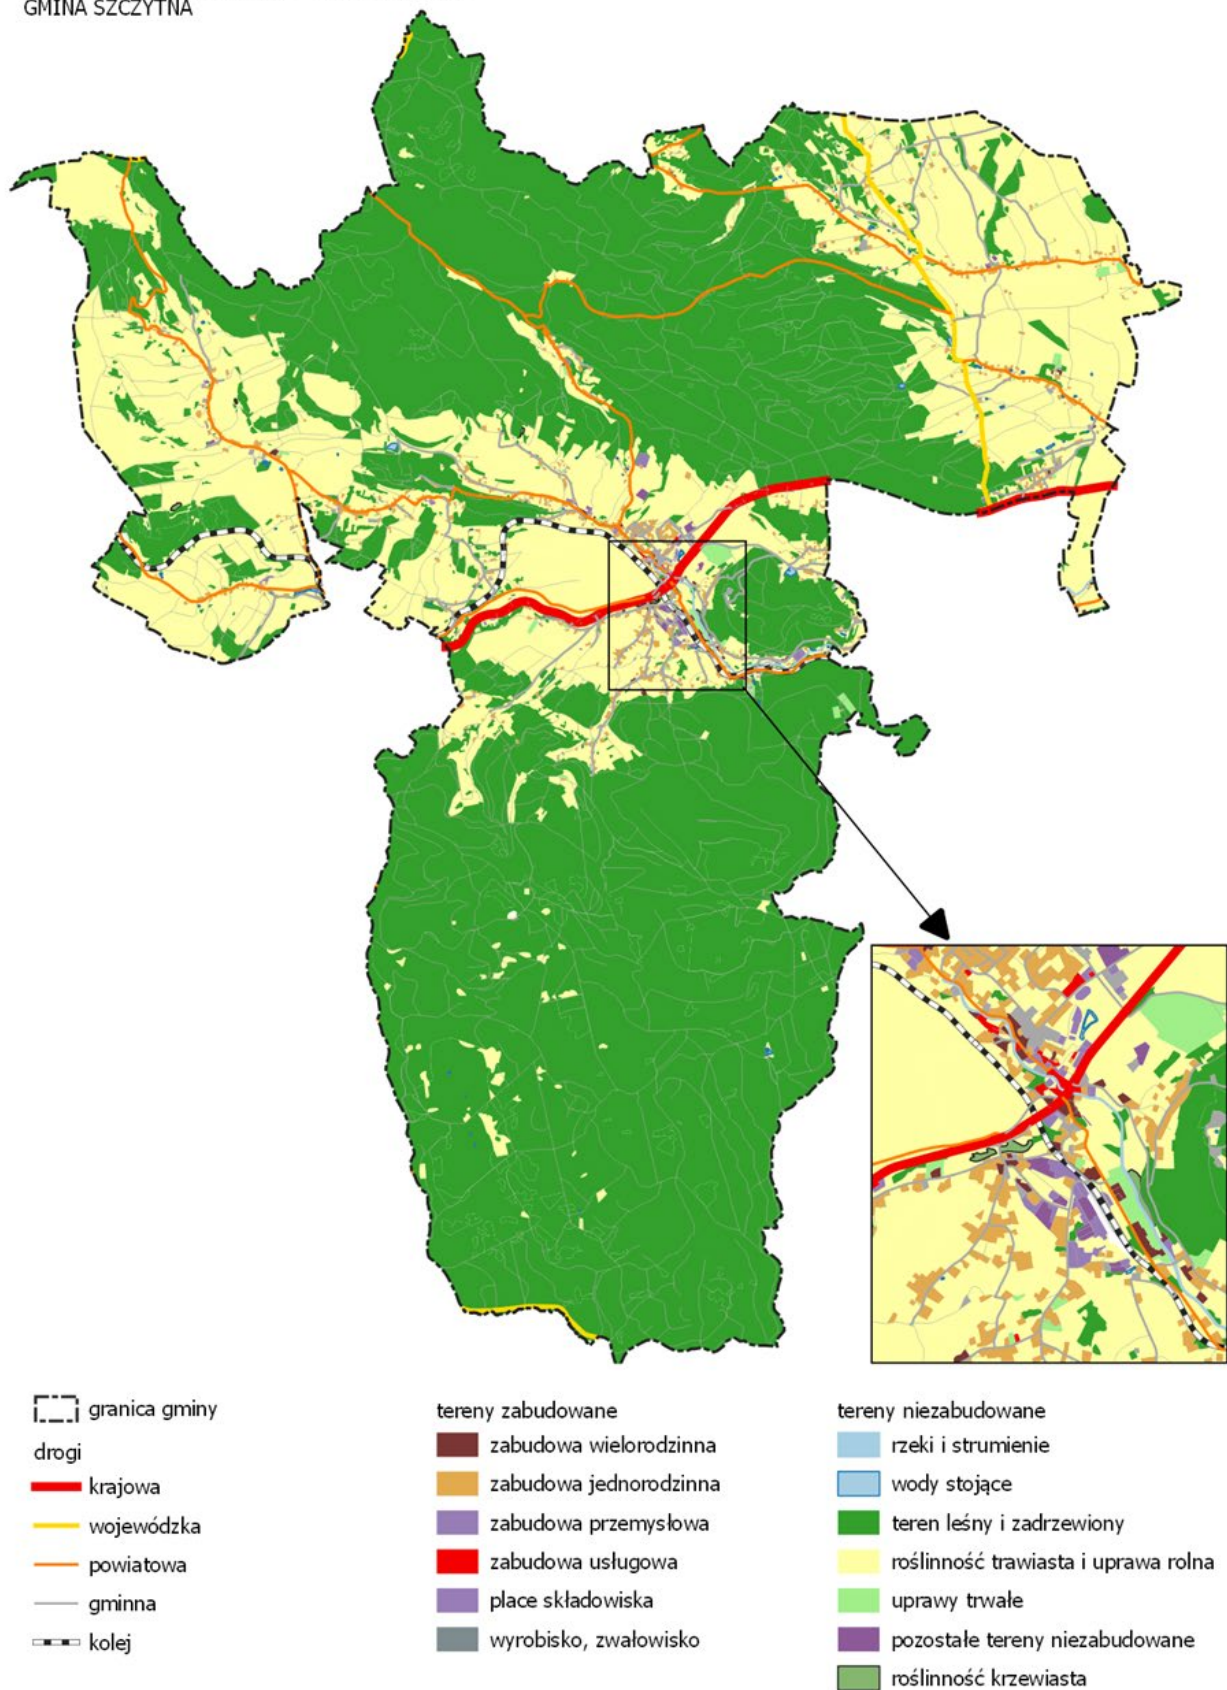 GMINA SZCZYTNA
granica gminy
drogi
krajowa
wojewódzka
powiatowa
gminna
kolej
tereny zabudowane
zabudowa wielorodzinna
zabudowa jednorodzinna
zabudowa przemysłowa
zabudowa usługowa
place składowiska
wyrobisko, zwałowisko
tereny niezabudowane
rzeki i strumienie
wody stojące
teren leśny i zadrzewiony
roślinność trawiasta i uprawa rolna
uprawy trwałe
pozostałe tereny niezabudowane
roślinność krzewiasta